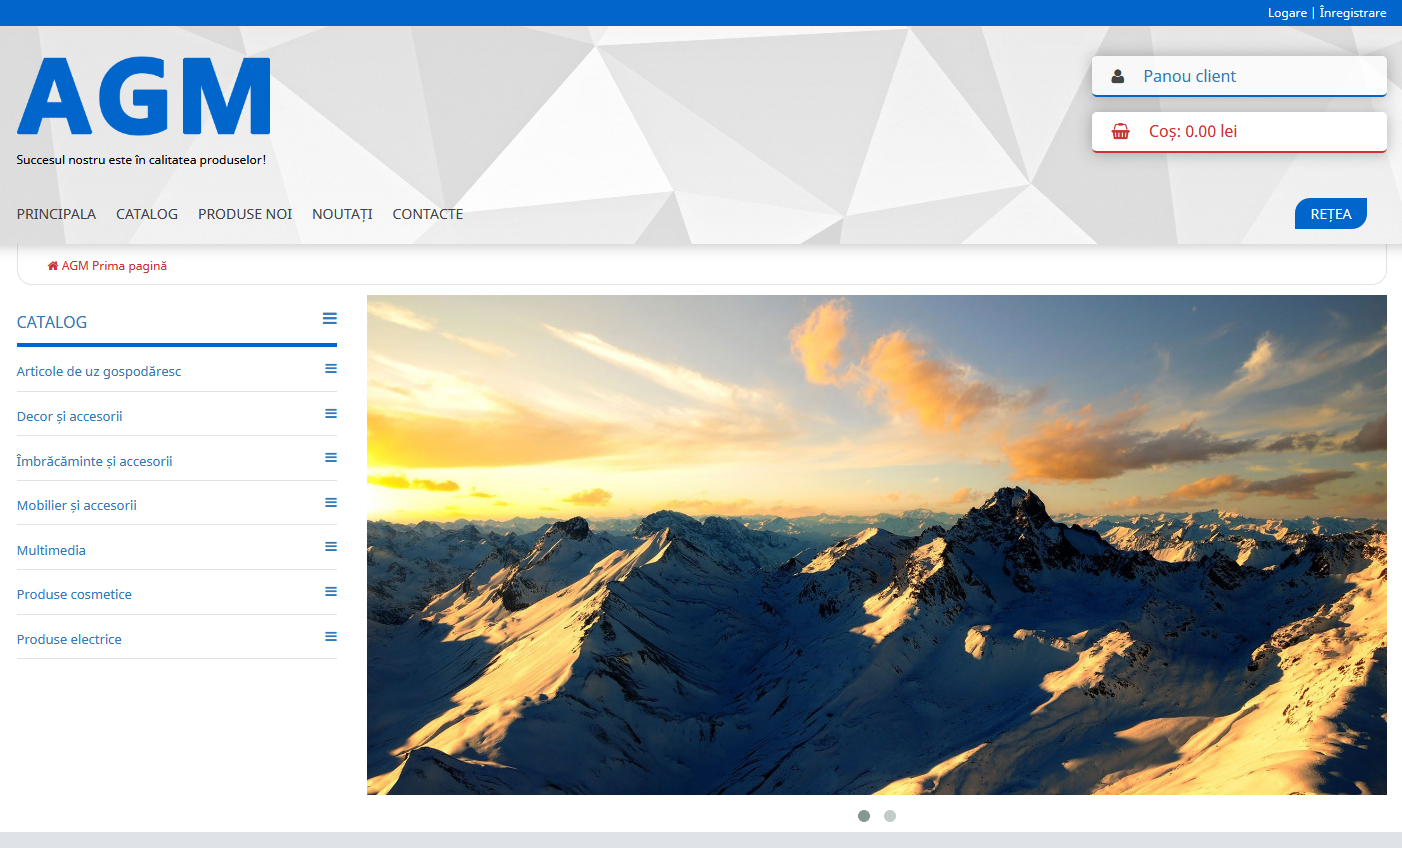 Logare | Înregistrare
AGM
Succesul nostru este în calitatea produselor!
Panou client
Coș: 0.00 lei
PRINCIPALA CATALOG PRODUSE NOI NOUTAȚI CONTACTE REȚEA
AGM Prima pagină
CATALOG
Articole de uz gospodăresc
Decor și accesorii
Îmbrăcăminte și accesorii
Mobilier și accesorii
Multimedia
Produse cosmetice
Produse electrice